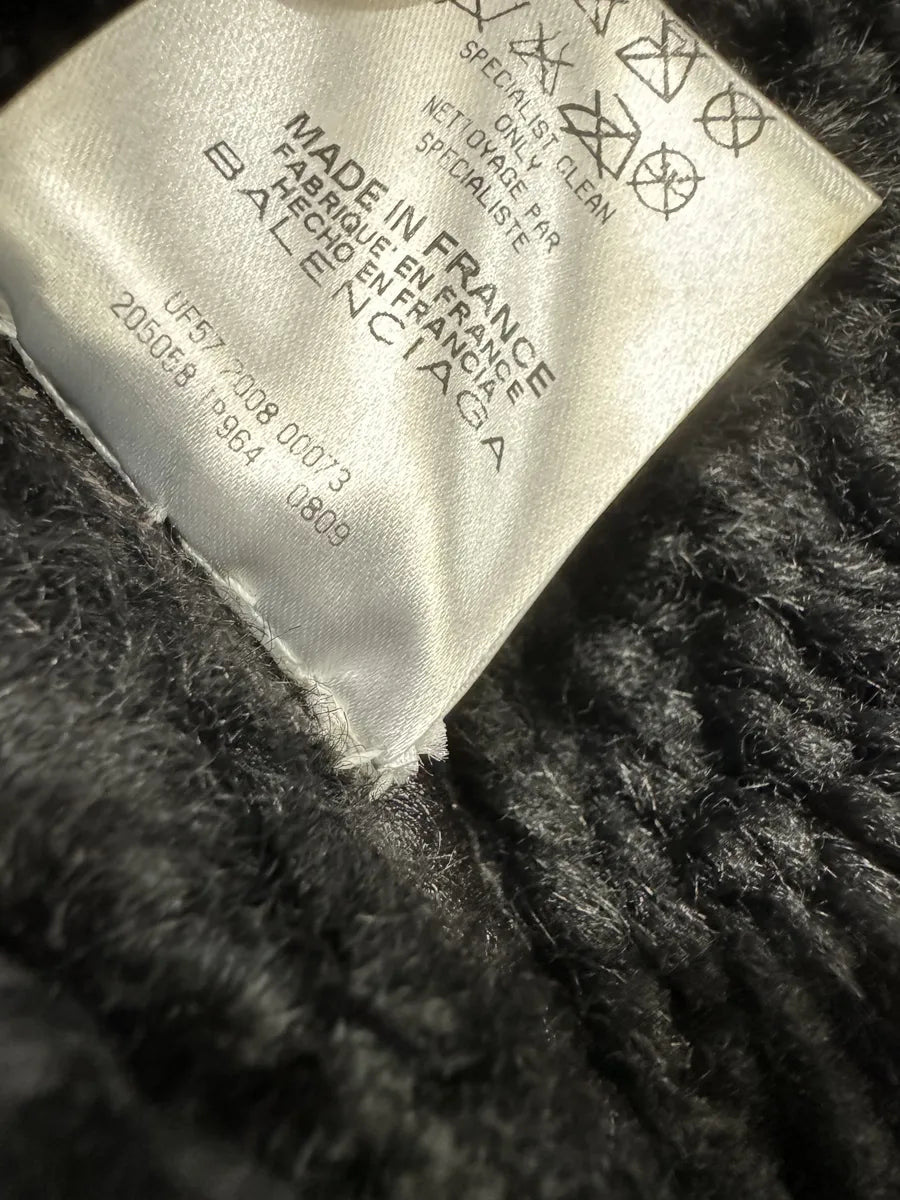 SPECIALIST CLEAN
ONLY
NETTOYAGE PAR
SPECIALISTE
MADE IN FRANCE
FABRIQUE' EN FRANCE
HECHO EN FRANCIA
BALENCIAGA
UF57 2008 00073
205058 TP964 0809